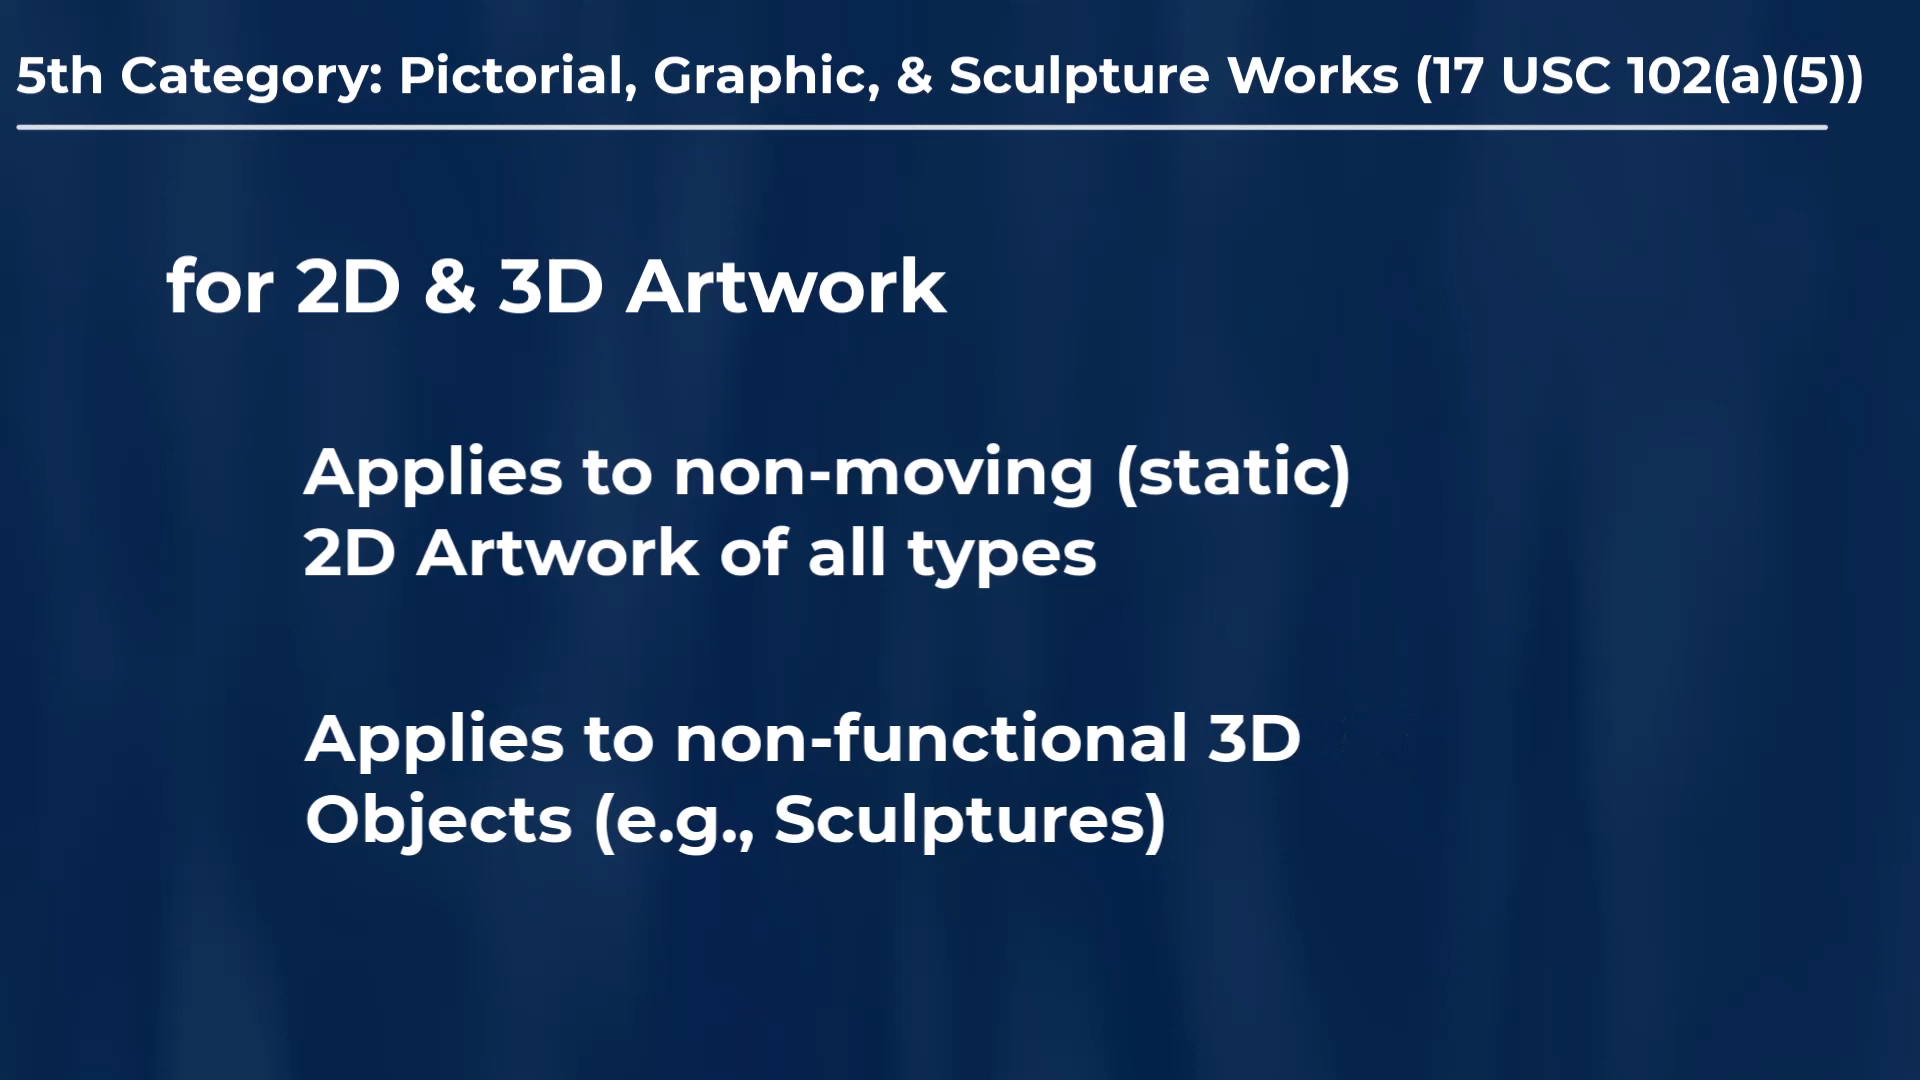 5th Category: Pictorial, Graphic, & Sculpture Works (17 USC 102(a)(5))
for 2D & 3D Artwork
Applies to non-moving (static)
2D Artwork of all types
Applies to non-functional 3D
Objects (e.g., Sculptures)